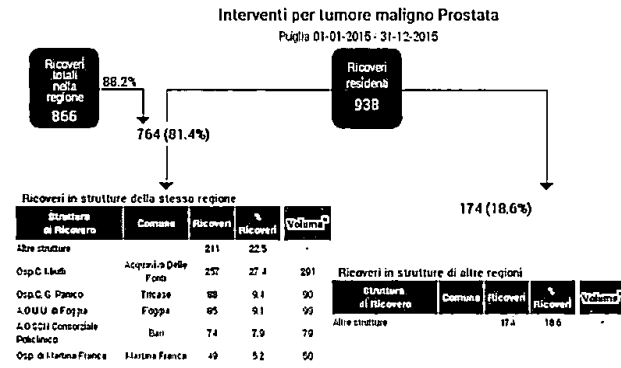 Interventi per tumore maligno Prostata
Puglia 01-01-2015 - 31-12-2015
Ricoveri
totali
nella
regione
866
88.2%
Ricoveri
residenti
938
764 (81.4%)
174 (18,6%)
Ricoveri in strutture della stessa regione
Struttura di Ricovero Comune Ricoveri % Ricoveri Volume
Altre strutture 211 22.5 -
Osp.C. Acquaviva Delle Fonti 257 27.4 291
Osp.C. G. Panico Tricase 88 9.4 90
A.O.U.U. di Foggia Foggia 85 9.1 99
Consorziale Policlinico Bari 74 7.9 79
Osp. di Martina Franca Martina Franca 49 5.2 50
Ricoveri in strutture di altre regioni
Struttura di Ricovero Comune Ricoveri % Ricoveri Volume
Altre strutture 174 18.6 -